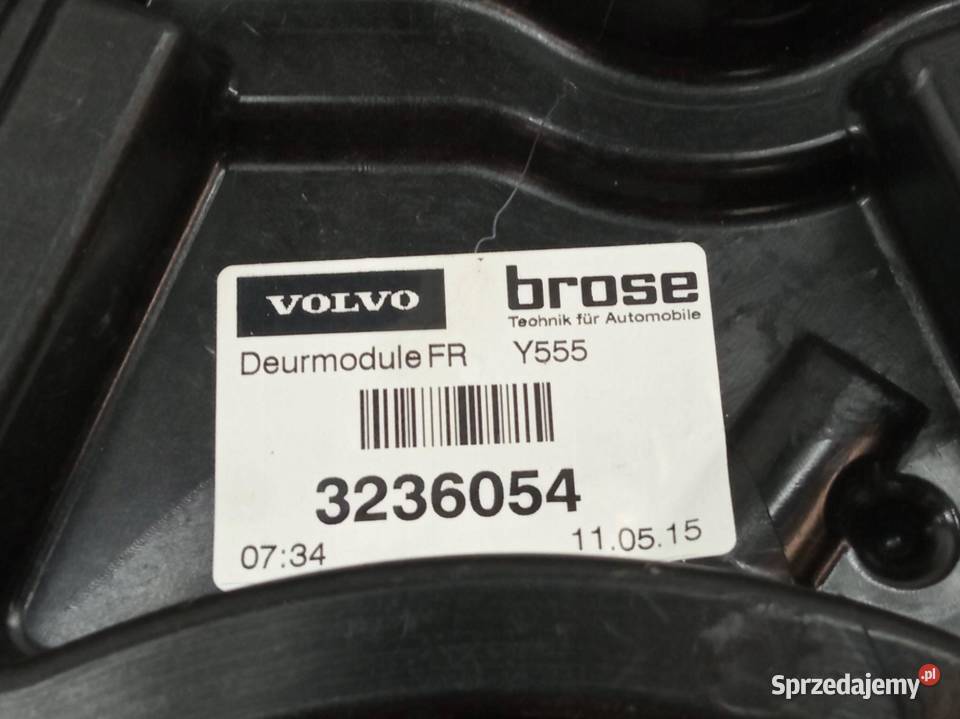 VOLVO
brose
Technik für Automobile
Deurmodule FR Y555
3236054
07:34 11.05.15
Sprzedajemy.pl